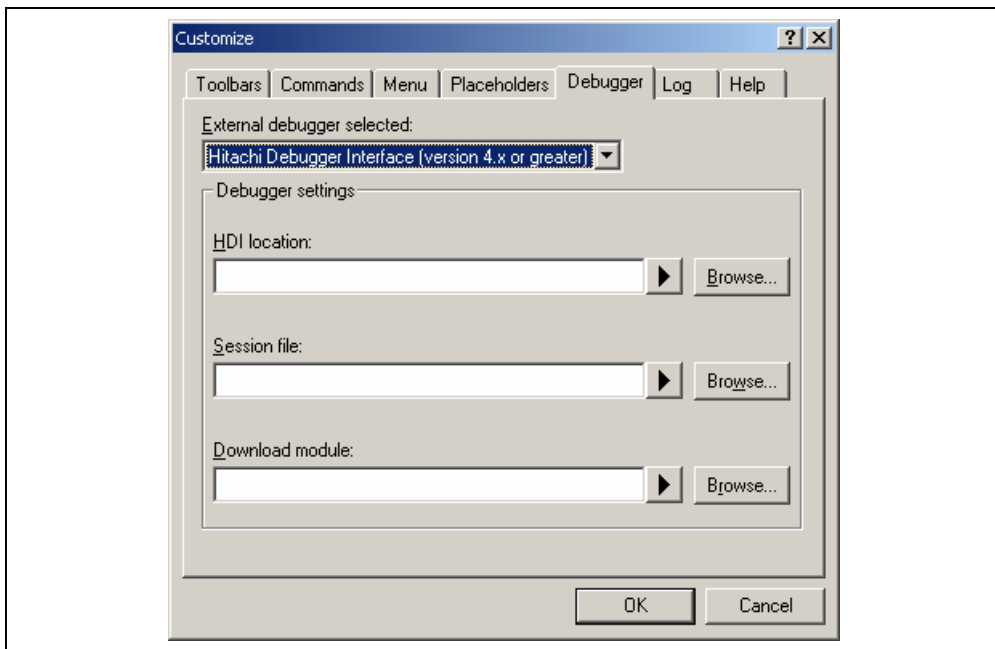 Customize
Toolbars Commands Menu Placeholders Debugger Log Help
External debugger selected:
Hitachi Debugger Interface (version 4.x or greater)
Debugger settings
HDI location:
Browse...
Session file:
Browse...
Download module:
Browse...
OK Cancel